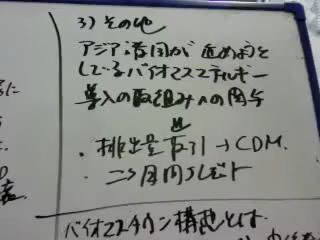 3) その他
アジア諸国が進めようと
しているバイオマスエネルギー
導入の取組みへの関与
⇓
・排出量取引→CDM.
・二国間クレジット
バイオマスタウン構想とは.